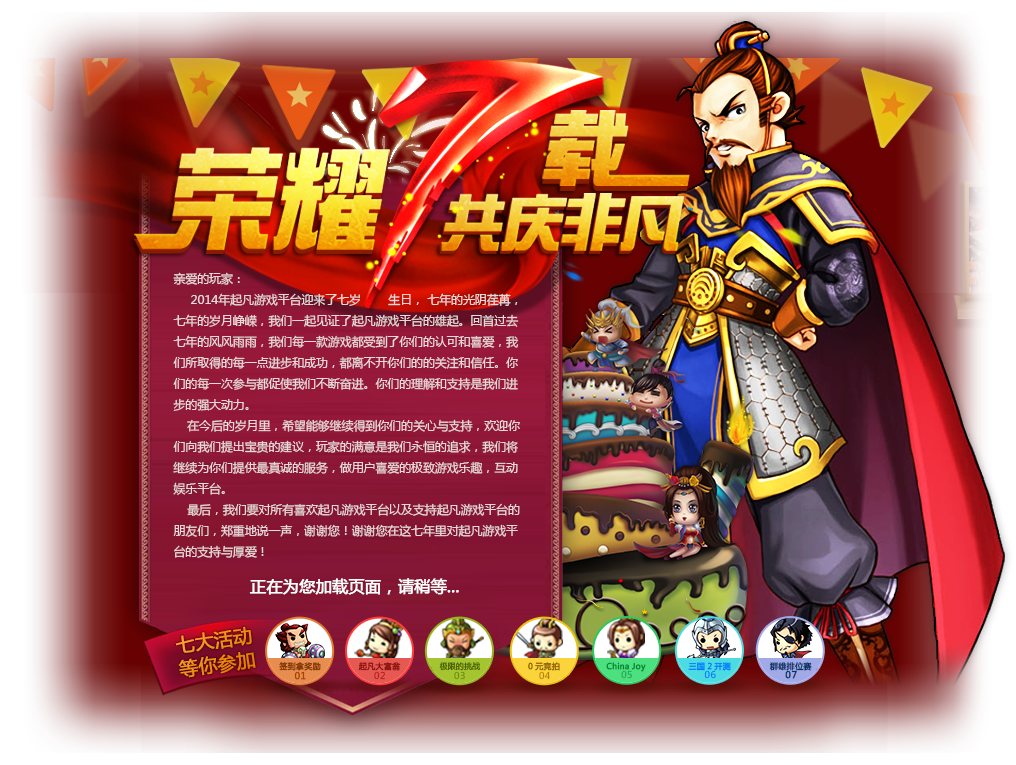 荣耀7载
共庆非凡
亲爱的玩家：
2014年起凡游戏平台迎来了七岁 生日，七年的光阴荏苒，
七年的岁月峥嵘，我们一起见证了起凡游戏平台的雄起。回首过去
七年的风风雨雨，我们每一款游戏都受到了你们的认可和喜爱，我
们所取得的每一点进步和成功，都离不开你们的的关注和信任。你
们的每一次参与都促使我们不断奋进。你们的理解和支持是我们进
步的强大动力。
在今后的岁月里，希望能够继续得到你们的关心与支持，欢迎你
们向我们提出宝贵的建议，玩家的满意是我们永恒的追求，我们将
继续为你们提供最真诚的服务，做用户喜爱的极致游戏乐趣，互动
娱乐平台。
最后，我们要对所有喜欢起凡游戏平台以及支持起凡游戏平台的
朋友们，郑重地说一声，谢谢您！谢谢您在这七年里对起凡游戏平
台的支持与厚爱！
正在为您加载页面，请稍等...
七大活动
等你参加
签到拿奖励
01
起凡大富翁
02
极限的挑战
03
0元竞拍
04
China Joy
05
三国2开测
06
群雄排位赛
07